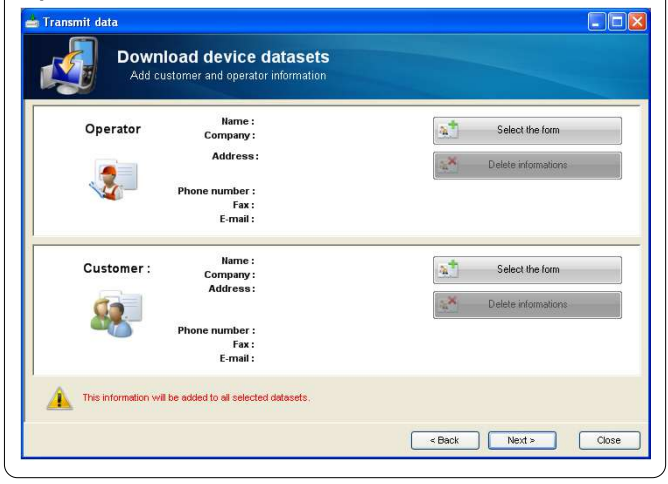 Transmit data
Download device datasets
Add customer and operator information
Operator
Name :
Company :
Address :
Phone number :
Fax :
E-mail :
Select the form
Delete informations
Customer :
Name :
Company :
Address :
Phone number :
Fax :
E-mail :
Select the form
Delete informations
This information will be added to all selected datasets.
< Back
Next >
Close